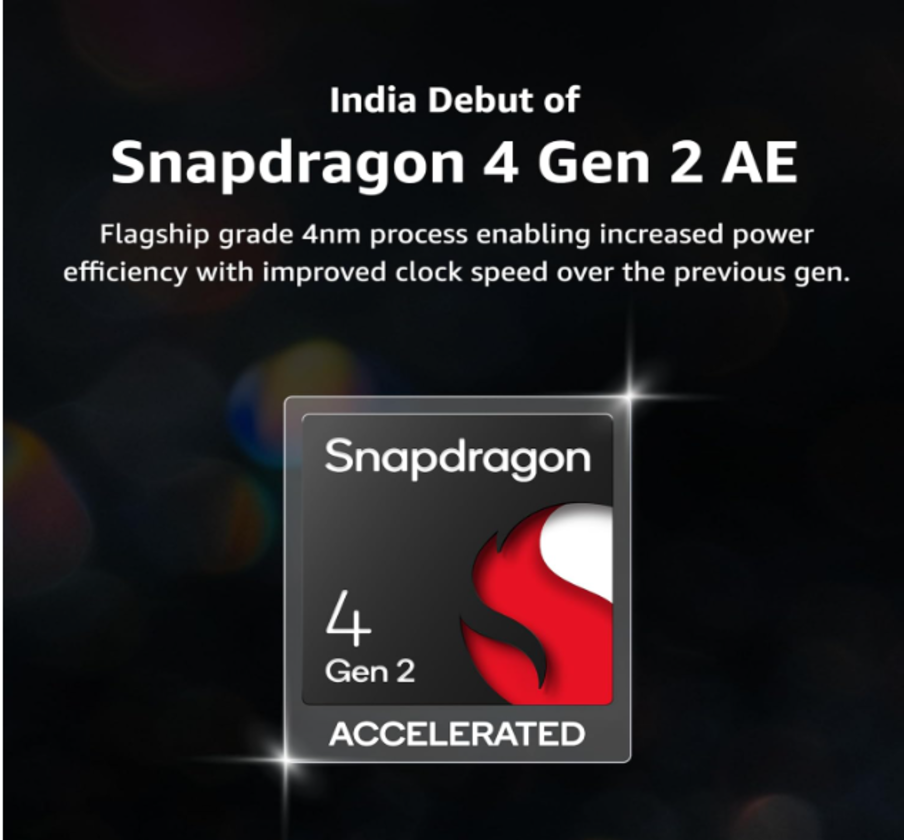 India Debut of
Snapdragon 4 Gen 2 AE
Flagship grade 4nm process enabling increased power
efficiency with improved clock speed over the previous gen.
Snapdragon
4
Gen 2
ACCELERATED